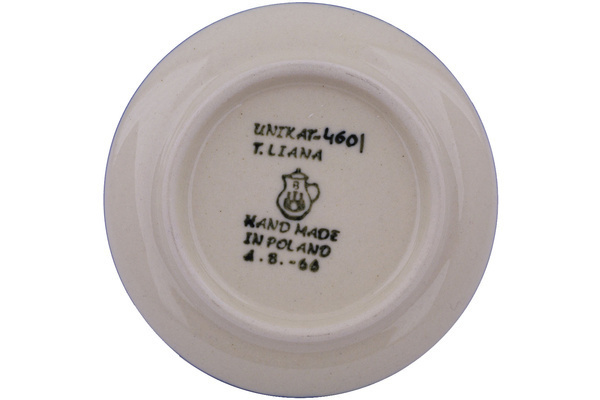 UNIKAT-4601
T. LIANA
B
HAND MADE
IN POLAND